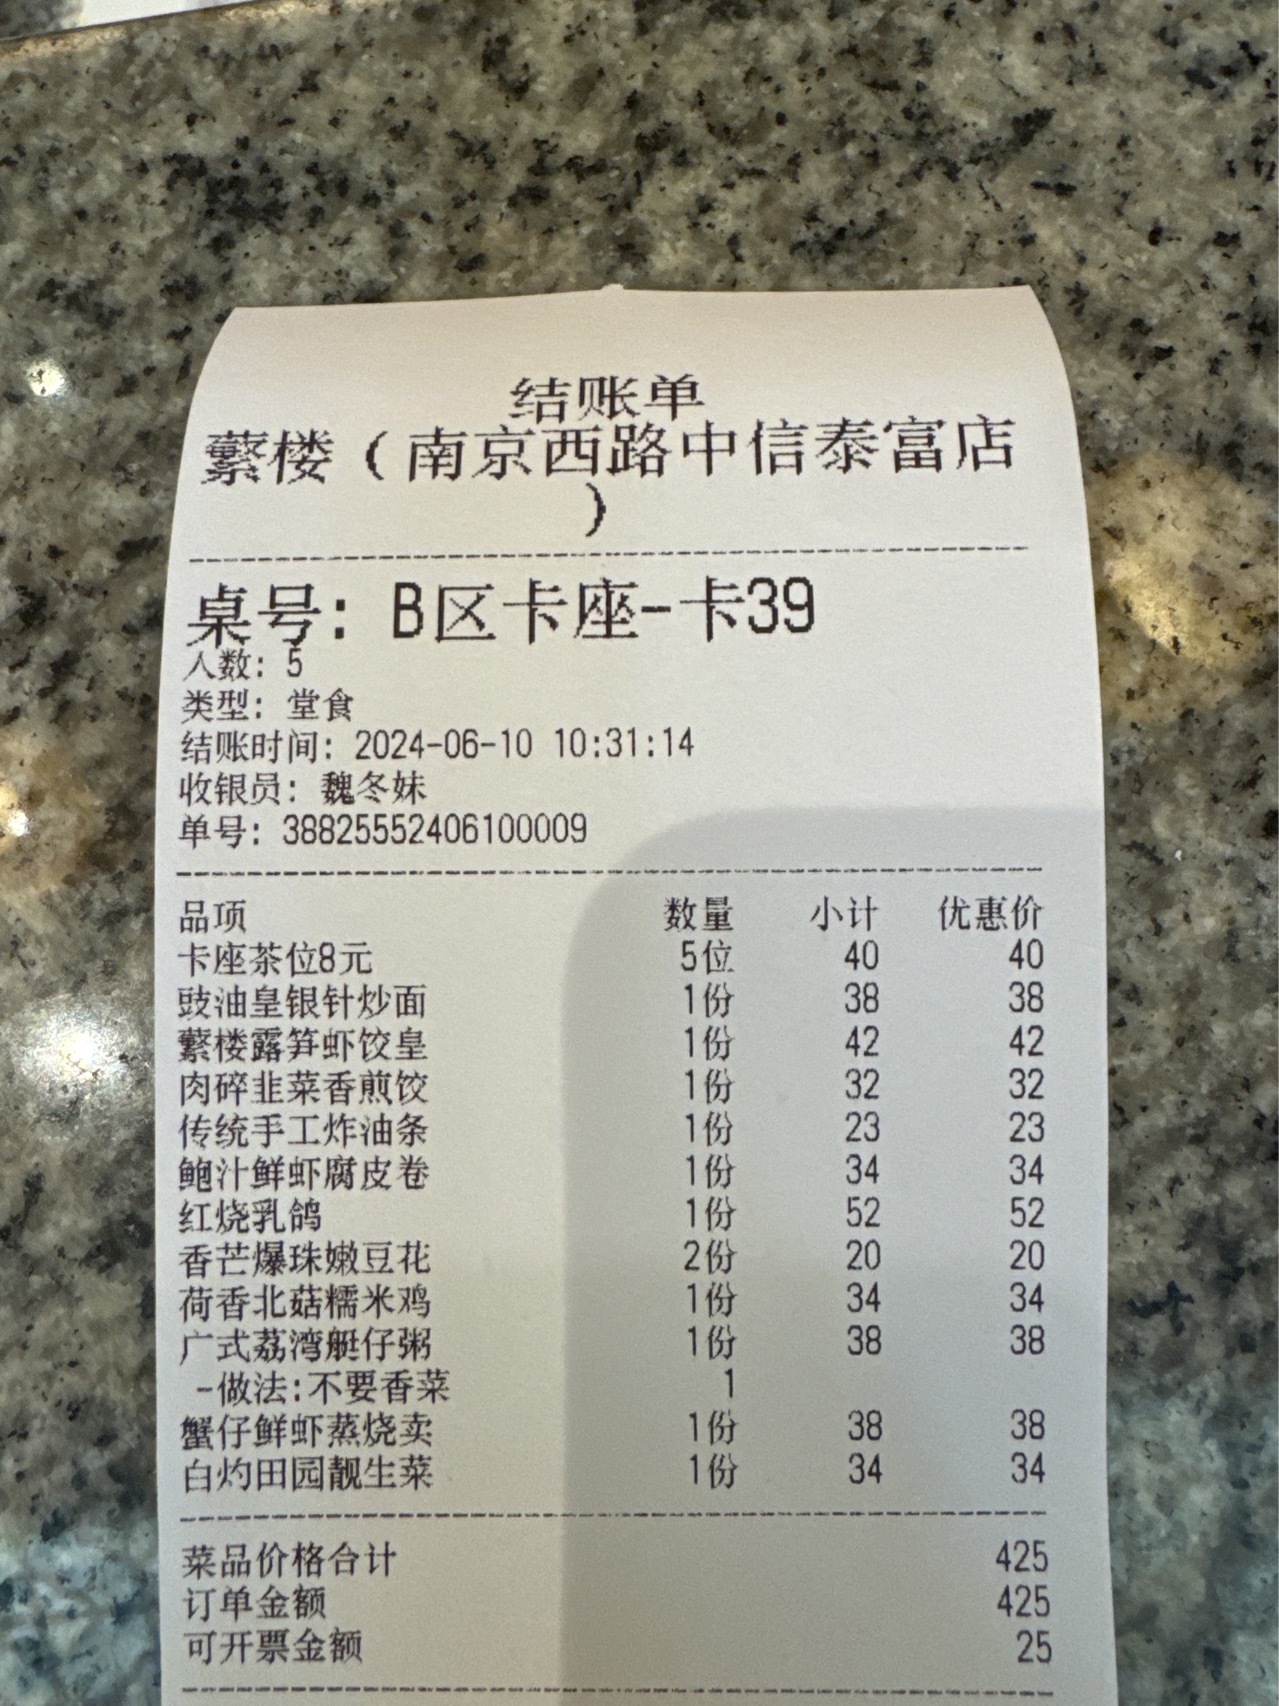 结账单
蘩楼（南京西路中信泰富店
）
桌号: B区卡座-卡39
人数: 5
类型: 堂食
结账时间: 2024-06-10 10:31:14
收银员: 魏冬妹
单号: 38825552406100009
品项 数量 小计 优惠价
卡座茶位8元 5位 40 40
豉油皇银针炒面 1份 38 38
蘩楼露笋虾饺皇 1份 42 42
肉碎韭菜香煎饺 1份 32 32
传统手工炸油条 1份 23 23
鲍汁鲜虾腐皮卷 1份 34 34
红烧乳鸽 1份 52 52
香芒爆珠嫩豆花 2份 20 20
荷香北菇糯米鸡 1份 34 34
广式荔湾艇仔粥 1份 38 38
-做法:不要香菜 1
蟹仔鲜虾蒸烧卖 1份 38 38
白灼田园靓生菜 1份 34 34
菜品价格合计 425
订单金额 425
可开票金额 25